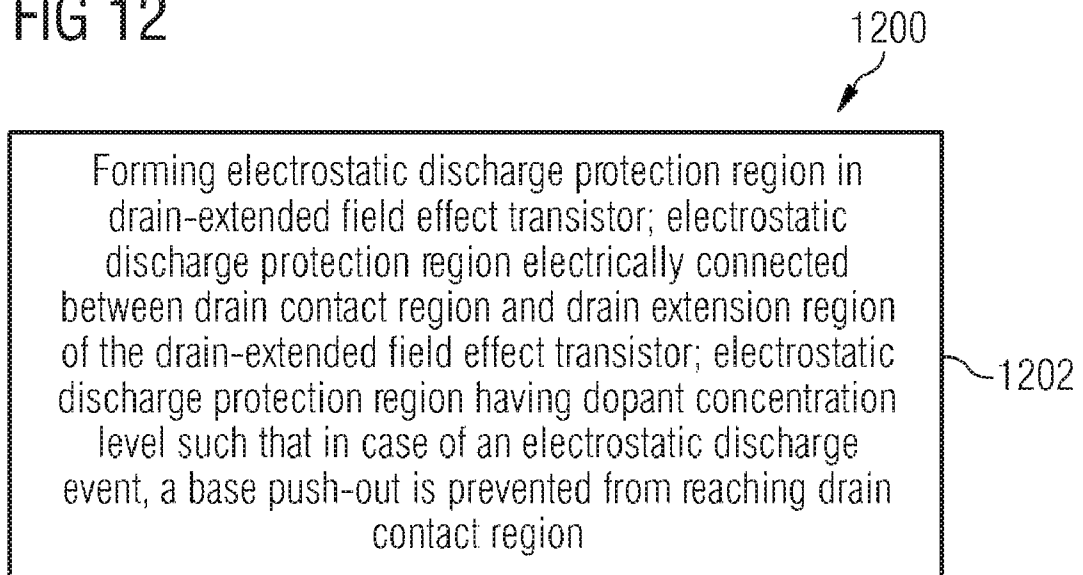 FIG 12
1200
Forming electrostatic discharge protection region in
drain-extended field effect transistor; electrostatic
discharge protection region electrically connected
between drain contact region and drain extension region
of the drain-extended field effect transistor; electrostatic
discharge protection region having dopant concentration
level such that in case of an electrostatic discharge
event, a base push-out is prevented from reaching drain
contact region
1202